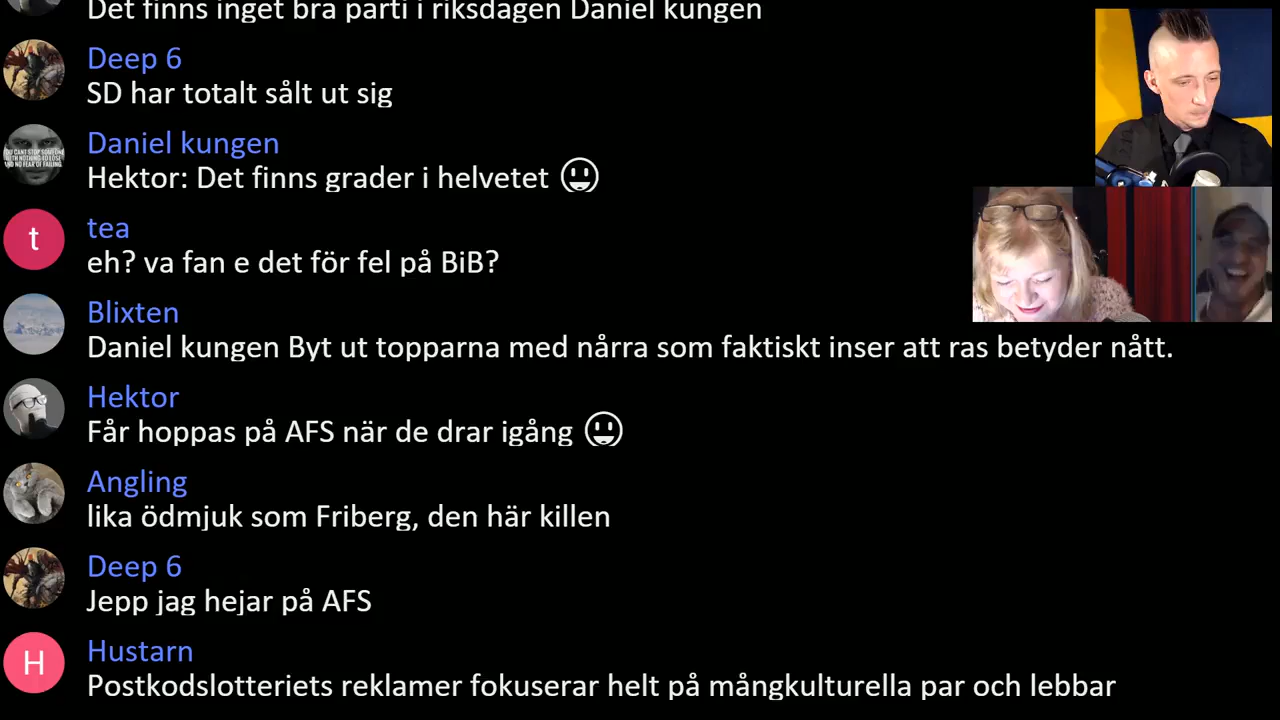 Det finns inget bra parti i riksdagen Daniel kungen
Deep 6
SD har totalt sålt ut sig
Daniel kungen
Hektor: Det finns grader i helvetet 😃
tea
t
eh? va fan e det för fel på BiB?
Blixten
Daniel kungen Byt ut topparna med nårra som faktiskt inser att ras betyder nått.
Hektor
Får hoppas på AFS när de drar igång 😃
Angling
lika ödmjuk som Friberg, den här killen
Deep 6
Jepp jag hejar på AFS
Hustarn
H
Postkodslotteriets reklamer fokuserar helt på mångkulturella par och lebbar